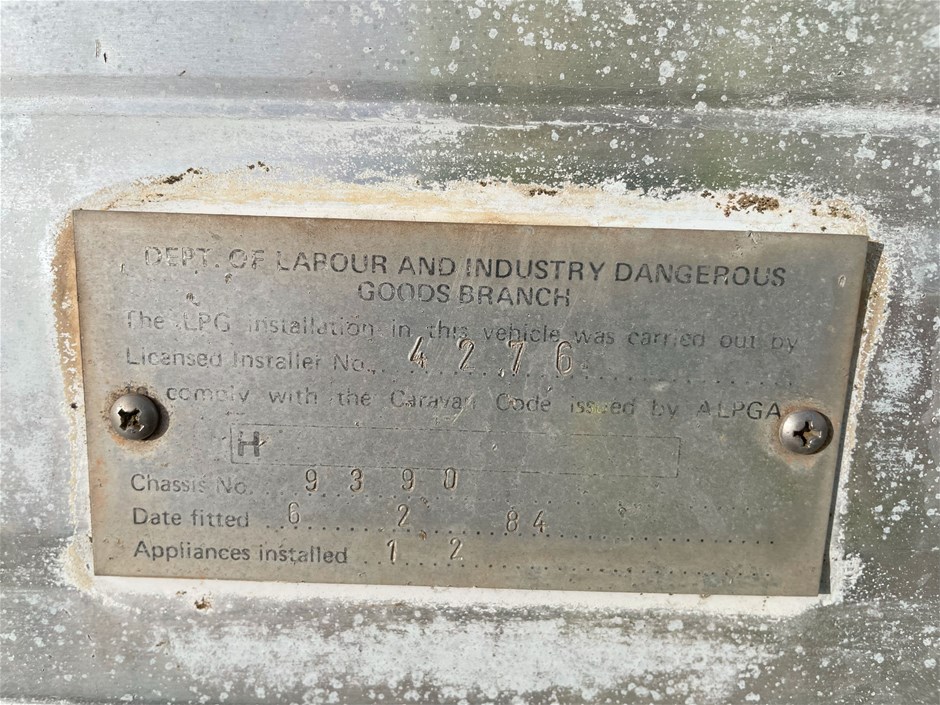 DEPT. OF LABOUR AND INDUSTRY DANGEROUS
GOODS BRANCH
The LPG installation in this vehicle was carried out by
Licensed Installer No. 4276
comply with the Caravan Code issued by ALPGA
H
Chassis No. 9390
Date fitted 6 2 84
Appliances installed 1 2